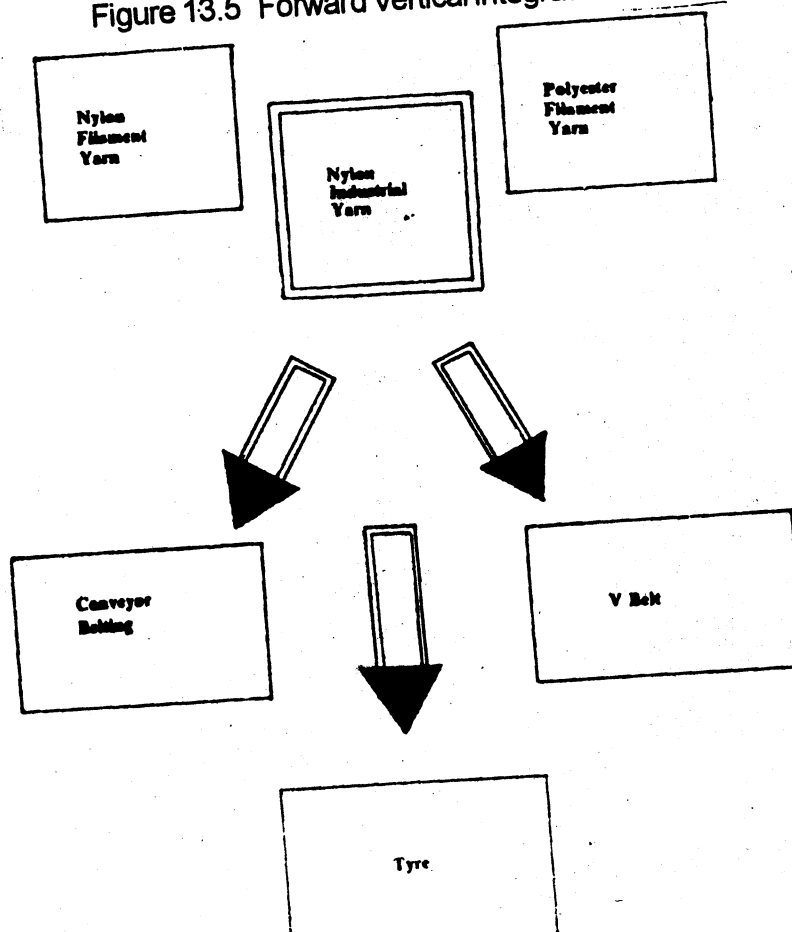 Figure 13.5 Forward Vertical
Nylon
Filament
Yarn
Nylon
Industrial
Yarn
Polyester
Filament
Yarn
Conveyor
Belting
V Belt
Tyre